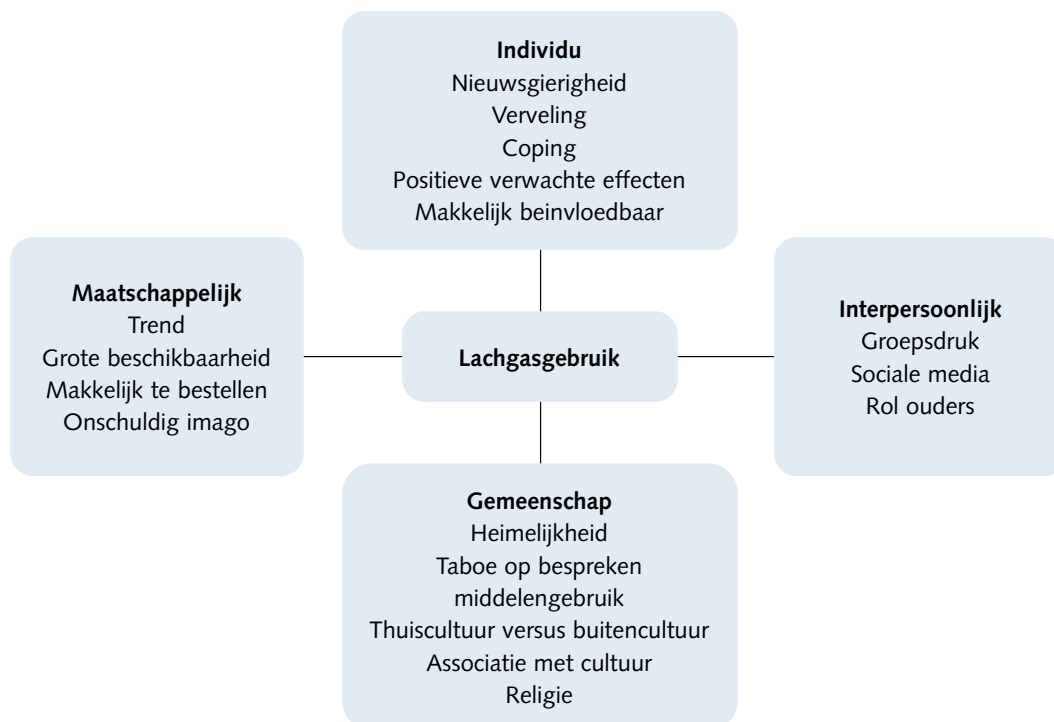 Individu
Nieuwsgierigheid
Verveling
Coping
Positieve verwachte effecten
Makkelijk beinvloedbaar
Maatschappelijk
Trend
Grote beschikbaarheid
Makkelijk te bestellen
Onschuldig imago
Lachgasgebruik
Interpersoonlijk
Groepsdruk
Sociale media
Rol ouders
Gemeenschap
Heimelijkheid
Taboe op bespreken
middelengebruik
Thuiscultuur versus buitencultuur
Associatie met cultuur
Religie